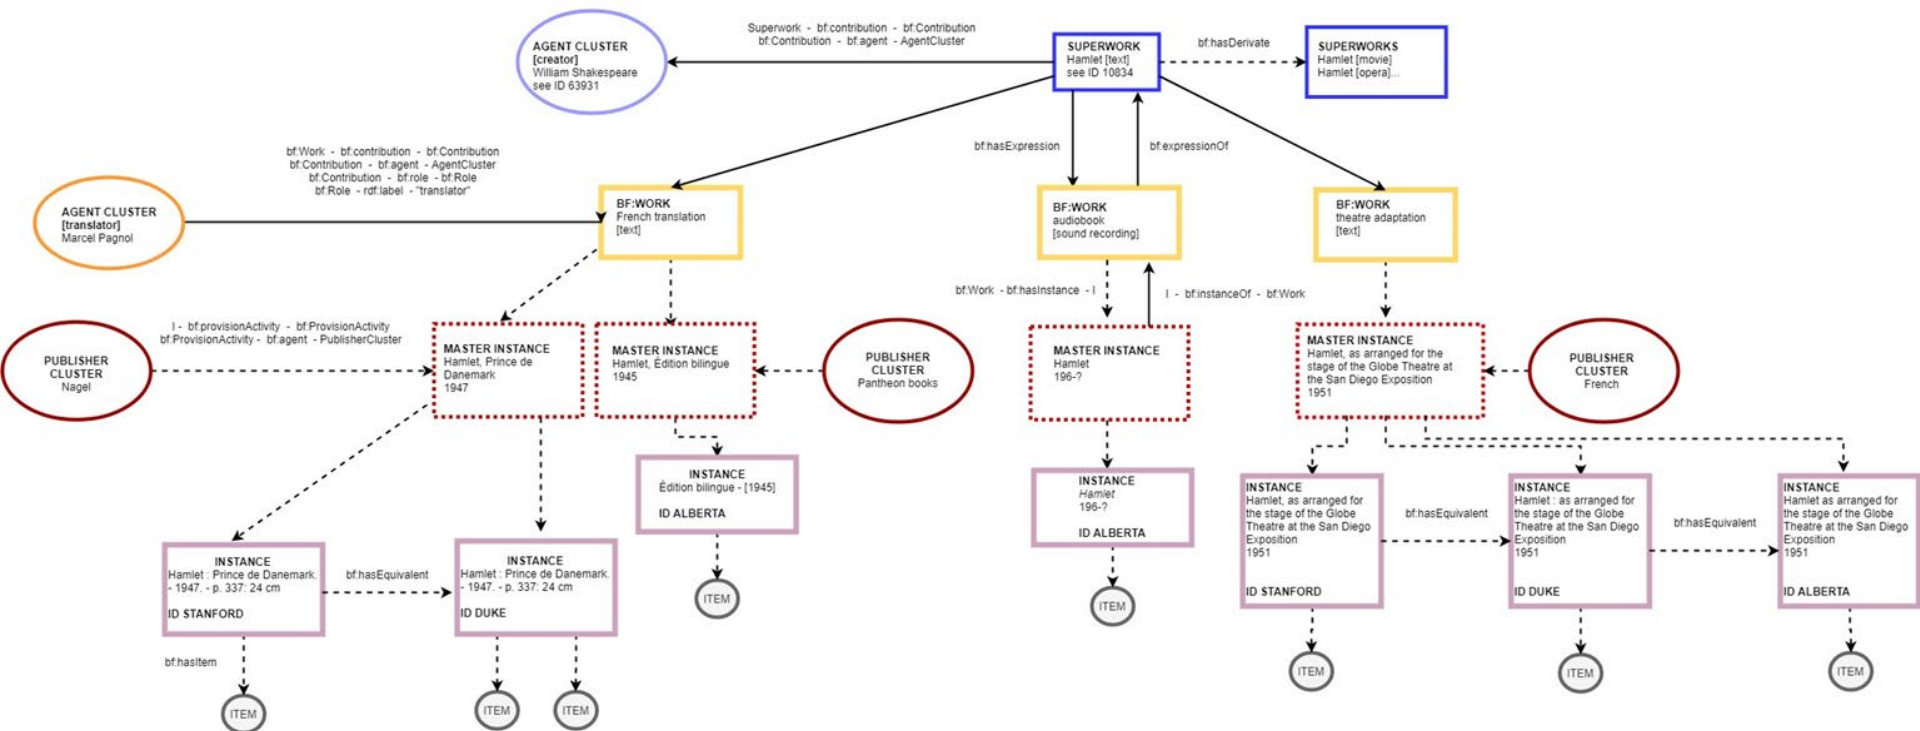 AGENT CLUSTER
[creator]
William Shakespeare
see ID 63931
Superwork - bf:contribution - bf:Contribution
bf:Contribution - bf:agent - AgentCluster
SUPERWORK
Hamlet [text]
see ID 10834
bf:hasDerivate
SUPERWORKS
Hamlet [movie]
Hamlet [opera]...
bf:Work - bf:contribution - bf:Contribution
bf:Contribution - bf:agent - AgentCluster
bf:Contribution - bf:role - bf:Role
bf:Role - rdf:label - "translator"
bf:hasExpression
bf:expressionOf
AGENT CLUSTER
[translator]
Marcel Pagnol
BF:WORK
French translation
[text]
BF:WORK
audiobook
[sound recording]
BF:WORK
theatre adaptation
[text]
bf:Work - bf:hasInstance - I
I - bf:instanceOf - bf:Work
I - bf:provisionActivity - bf:ProvisionActivity
bf:ProvisionActivity - bf:agent - PublisherCluster
PUBLISHER
CLUSTER
Nagel
MASTER INSTANCE
Hamlet, Prince de
Danemark
1947
MASTER INSTANCE
Hamlet, Édition bilingue
1945
PUBLISHER
CLUSTER
Pantheon books
MASTER INSTANCE
Hamlet
196-?
MASTER INSTANCE
Hamlet, as arranged for the
stage of the Globe Theatre at
the San Diego Exposition
1951
PUBLISHER
CLUSTER
French
INSTANCE
Édition bilingue - [1945]
ID ALBERTA
INSTANCE
Hamlet
196-?
ID ALBERTA
INSTANCE
Hamlet, as arranged for
the stage of the Globe
Theatre at the San Diego
Exposition
1951
ID STANFORD
bf:hasEquivalent
INSTANCE
Hamlet : as arranged for
the stage of the Globe
Theatre at the San Diego
Exposition
1951
ID DUKE
bf:hasEquivalent
INSTANCE
Hamlet as arranged for
the stage of the Globe
Theatre at the San Diego
Exposition
1951
ID ALBERTA
INSTANCE
Hamlet : Prince de Danemark.
- 1947. - p. 337: 24 cm
ID STANFORD
bf:hasEquivalent
INSTANCE
Hamlet : Prince de Danemark.
- 1947. - p. 337: 24 cm
ID DUKE
ITEM
ITEM
bf:hasItem
ITEM
ITEM
ITEM
ITEM
ITEM
ITEM